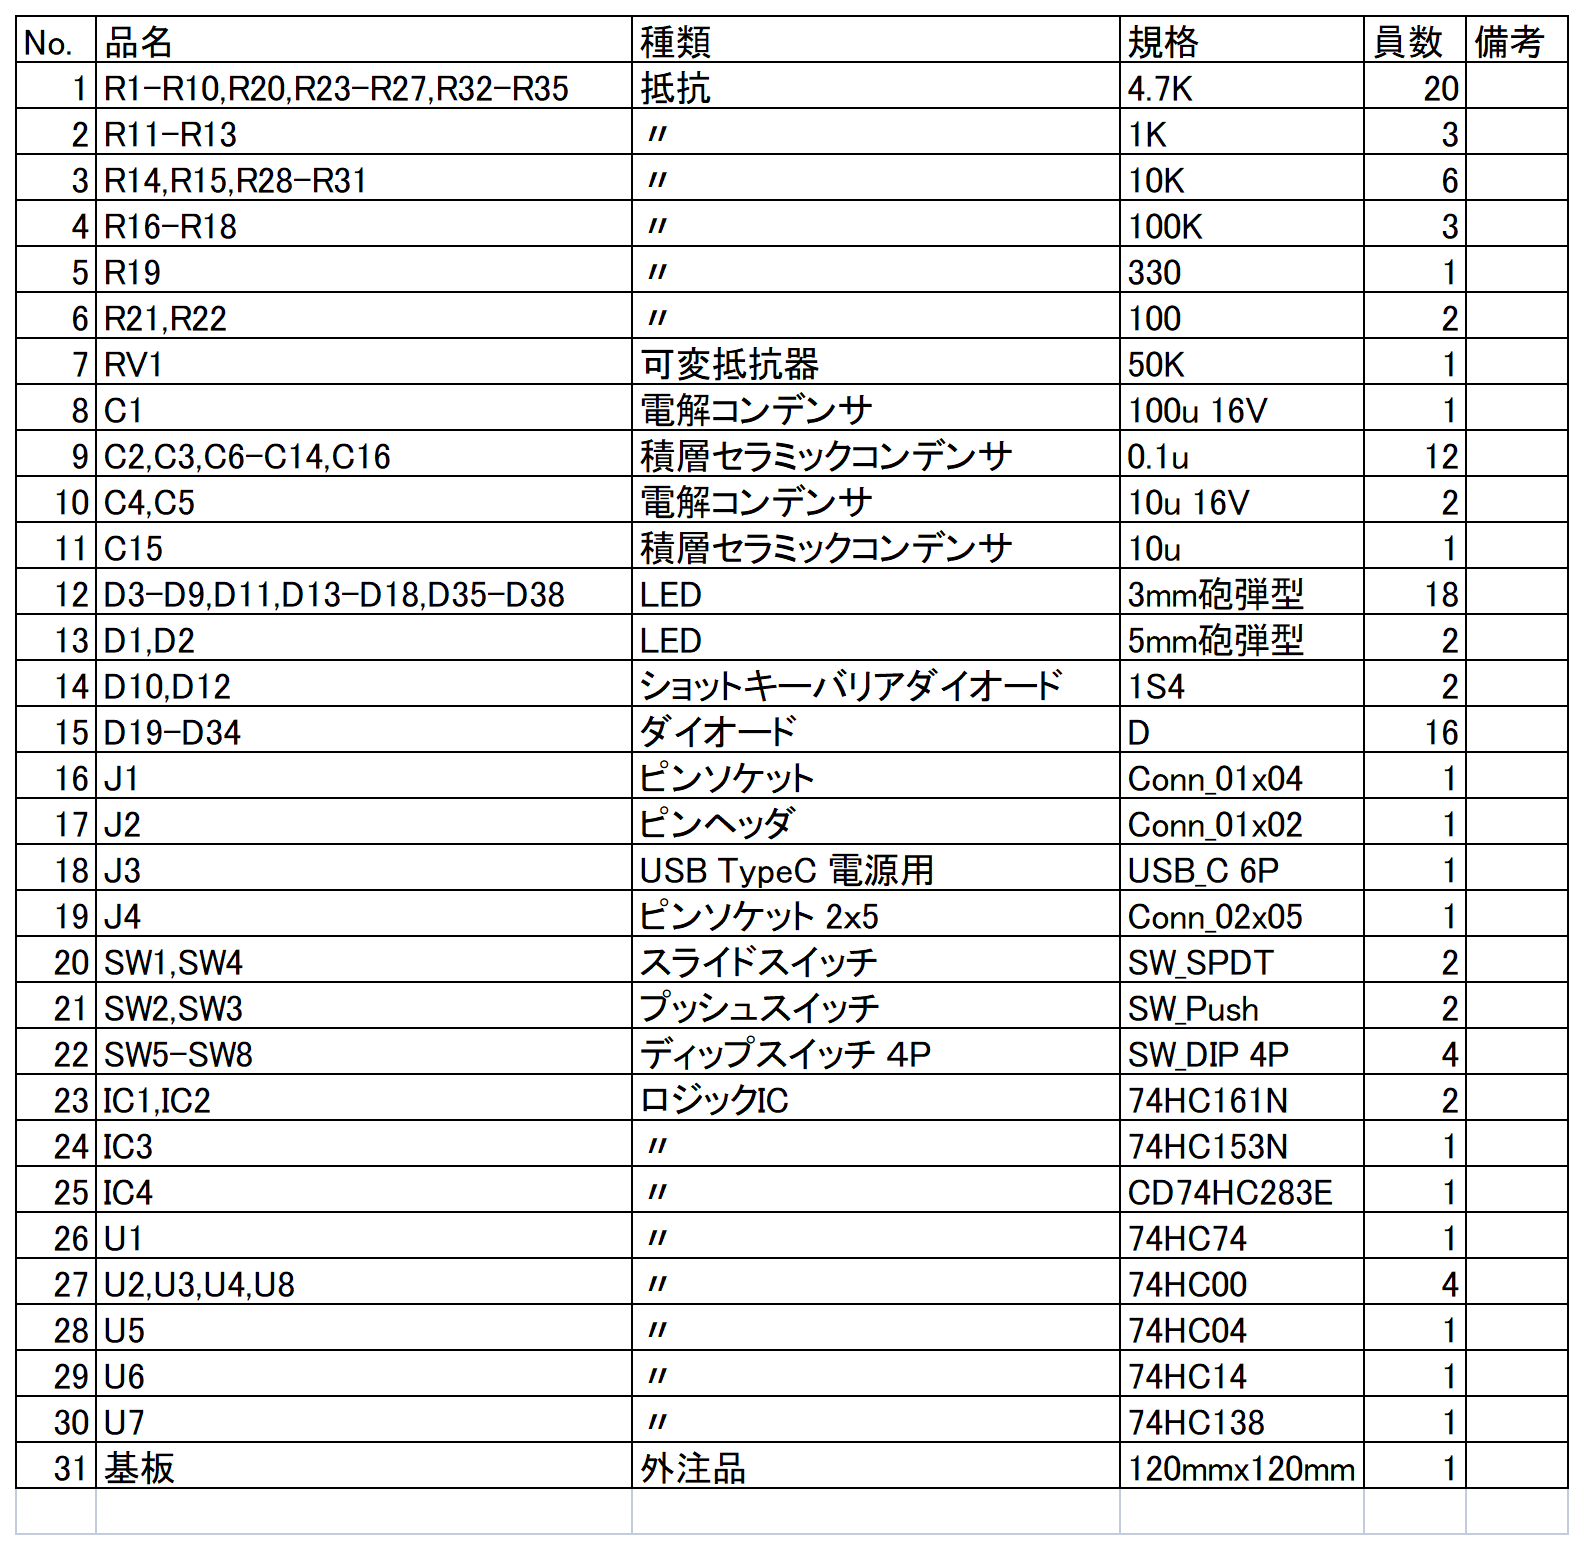 No. 品名 種類 規格 員数 備考
1 R1-R10,R20,R23-R27,R32-R35 抵抗 4.7K 20
2 R11-R13 〃 1K 3
3 R14,R15,R28-R31 〃 10K 6
4 R16-R18 〃 100K 3
5 R19 〃 330 1
6 R21,R22 〃 100 2
7 RV1 可変抵抗器 50K 1
8 C1 電解コンデンサ 100u 16V 1
9 C2,C3,C6-C14,C16 積層セラミックコンデンサ 0.1u 12
10 C4,C5 電解コンデンサ 10u 16V 2
11 C15 積層セラミックコンデンサ 10u 1
12 D3-D9,D11,D13-D18,D35-D38 LED 3mm砲弾型 18
13 D1,D2 LED 5mm砲弾型 2
14 D10,D12 ショットキーバリアダイオード 1S4 2
15 D19-D34 ダイオード D 16
16 J1 ピンソケット Conn_01x04 1
17 J2 ピンヘッダ Conn_01x02 1
18 J3 USB TypeC 電源用 USB_C 6P 1
19 J4 ピンソケット 2x5 Conn_02x05 1
20 SW1,SW4 スライドスイッチ SW_SPDT 2
21 SW2,SW3 プッシュスイッチ SW_Push 2
22 SW5-SW8 ディップスイッチ 4P SW_DIP 4P 4
23 IC1,IC2 ロジックIC 74HC161N 2
24 IC3 〃 74HC153N 1
25 IC4 〃 CD74HC283E 1
26 U1 〃 74HC74 1
27 U2,U3,U4,U8 〃 74HC00 4
28 U5 〃 74HC04 1
29 U6 〃 74HC14 1
30 U7 〃 74HC138 1
31 基板 外注品 120mmx120mm 1